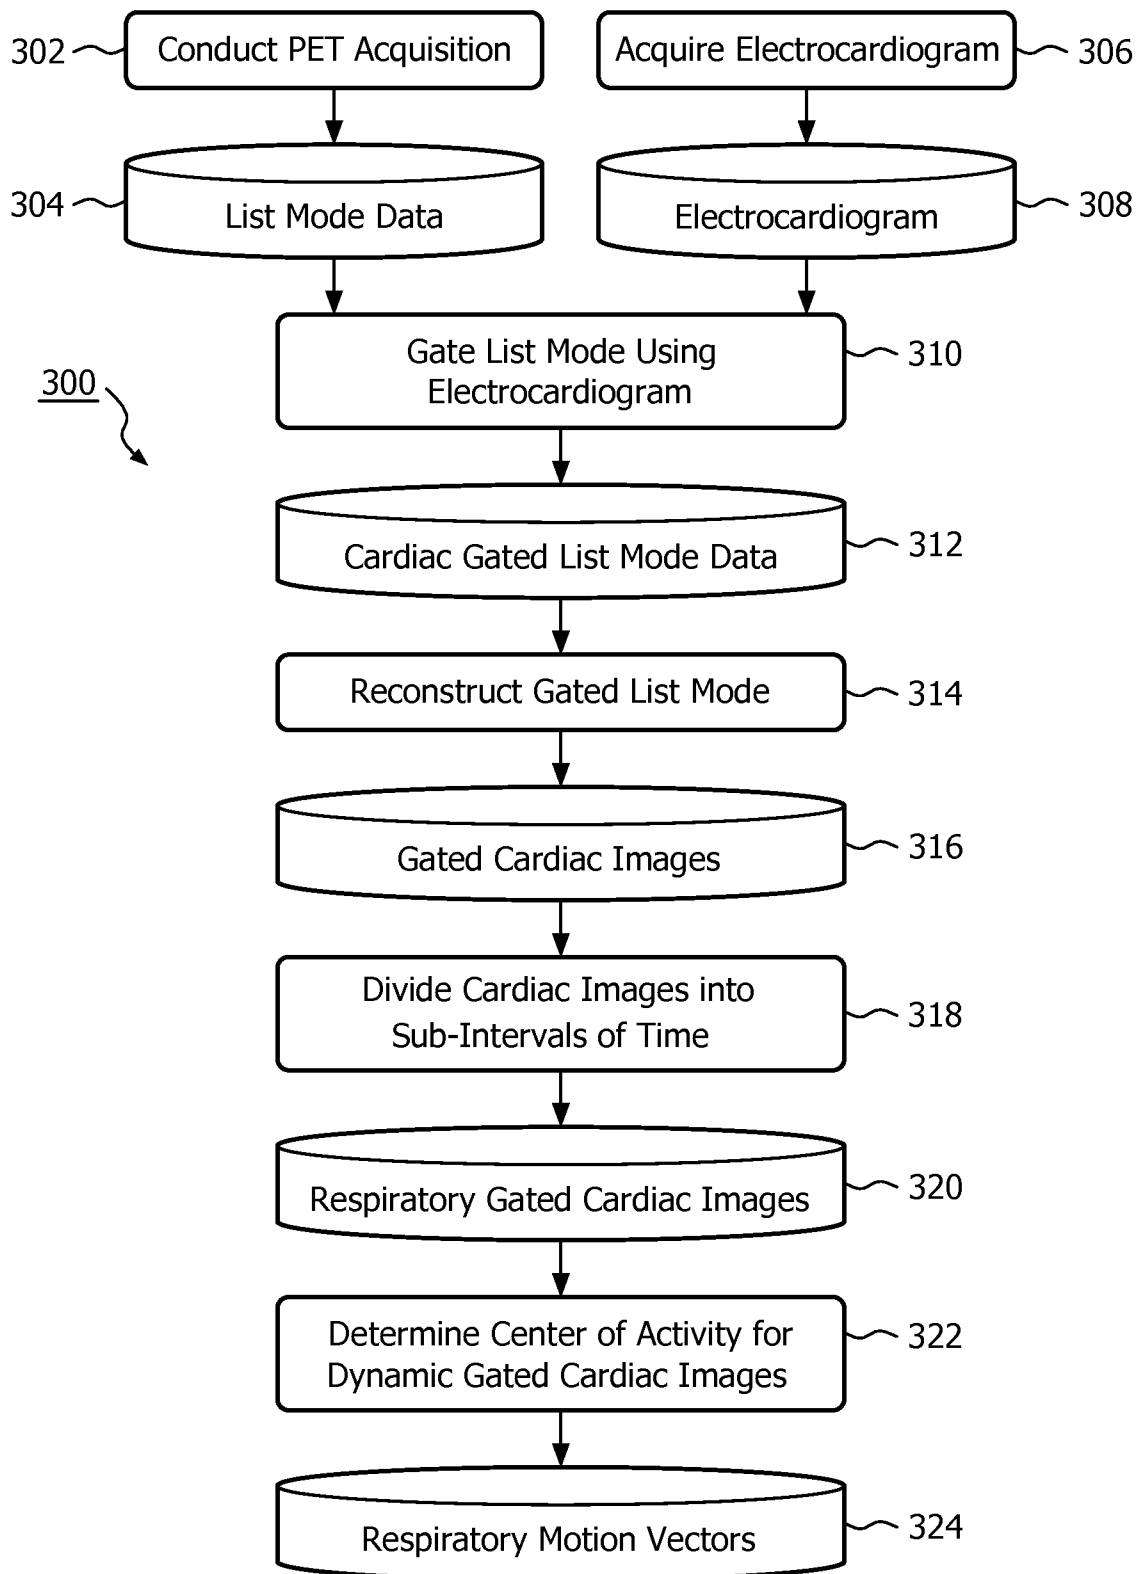 302
Conduct PET Acquisition
Acquire Electrocardiogram
306
304
List Mode Data
Electrocardiogram
308
Gate List Mode Using
Electrocardiogram
310
300
Cardiac Gated List Mode Data
312
Reconstruct Gated List Mode
314
Gated Cardiac Images
316
Divide Cardiac Images into
Sub-Intervals of Time
318
Respiratory Gated Cardiac Images
320
Determine Center of Activity for
Dynamic Gated Cardiac Images
322
Respiratory Motion Vectors
324